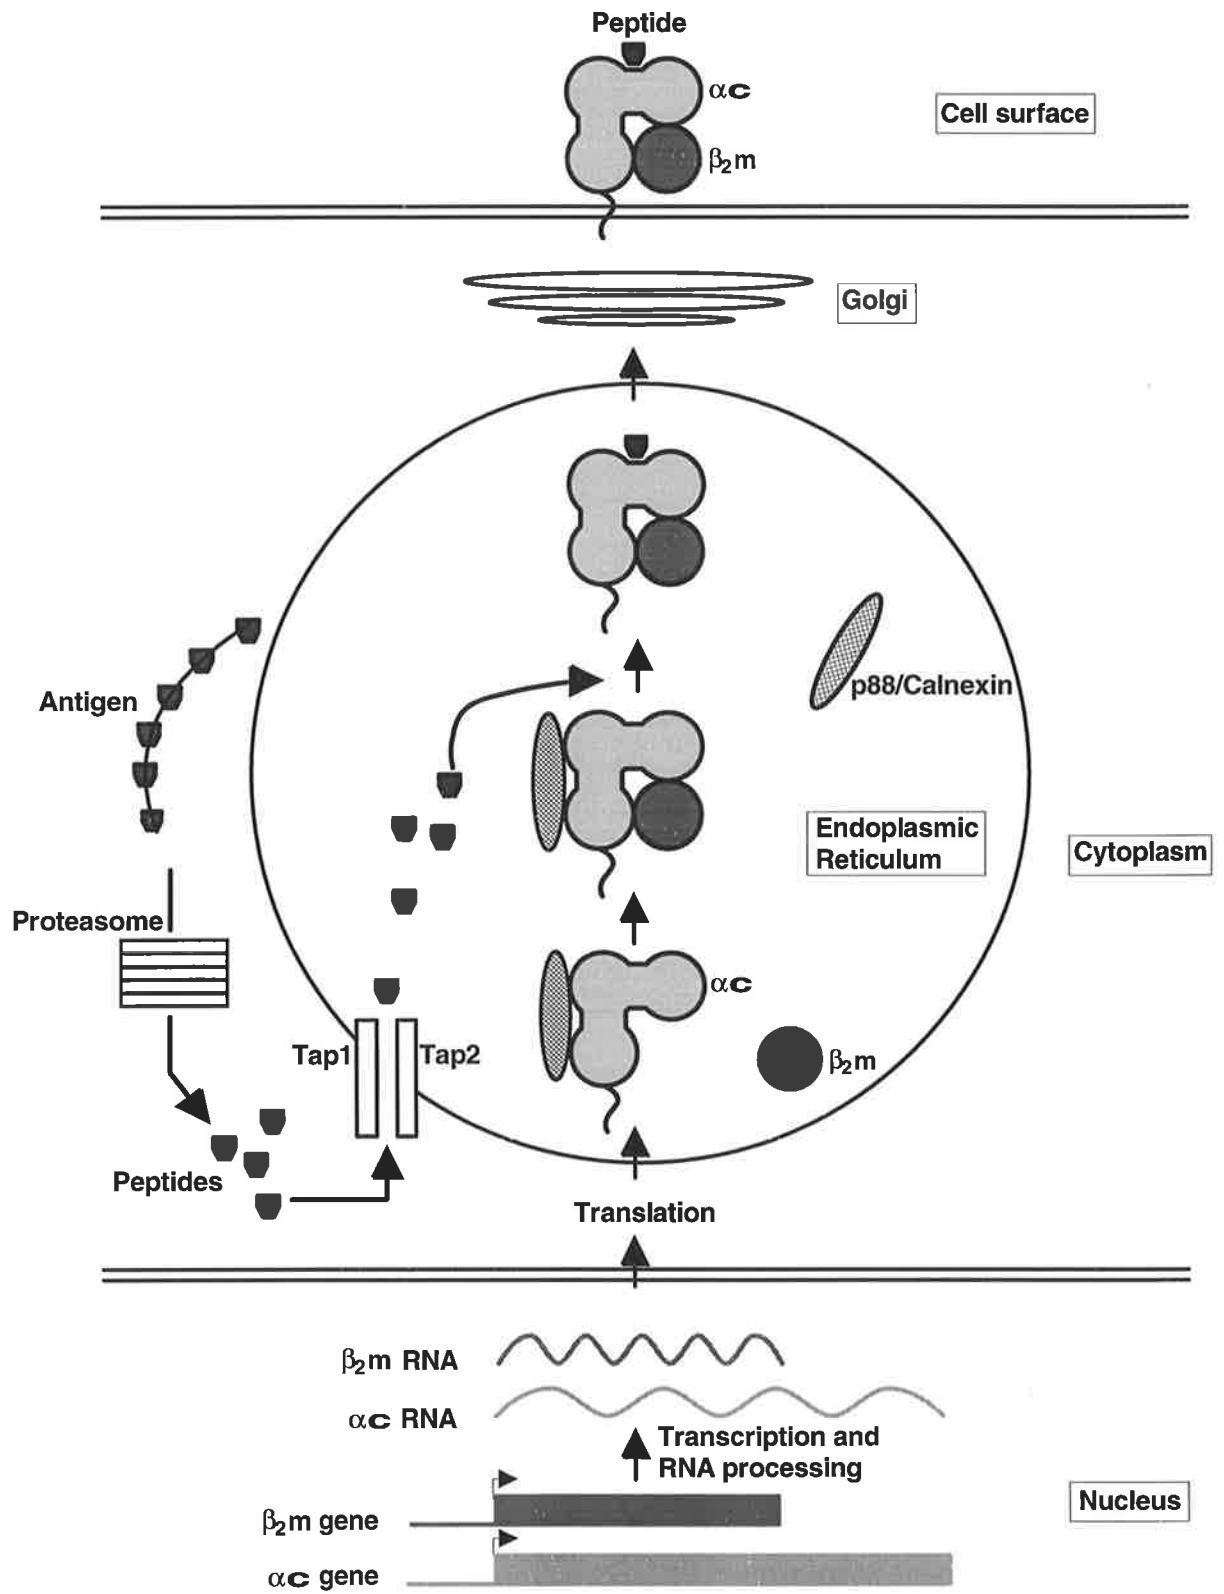 Peptide
αc
Cell surface
β₂m
Golgi
Antigen
p88/Calnexin
Endoplasmic
Reticulum
Cytoplasm
Proteasome
αc
Tap1
Tap2
β₂m
Peptides
Translation
β₂m RNA
αc RNA
Transcription and
RNA processing
Nucleus
β₂m gene
αc gene